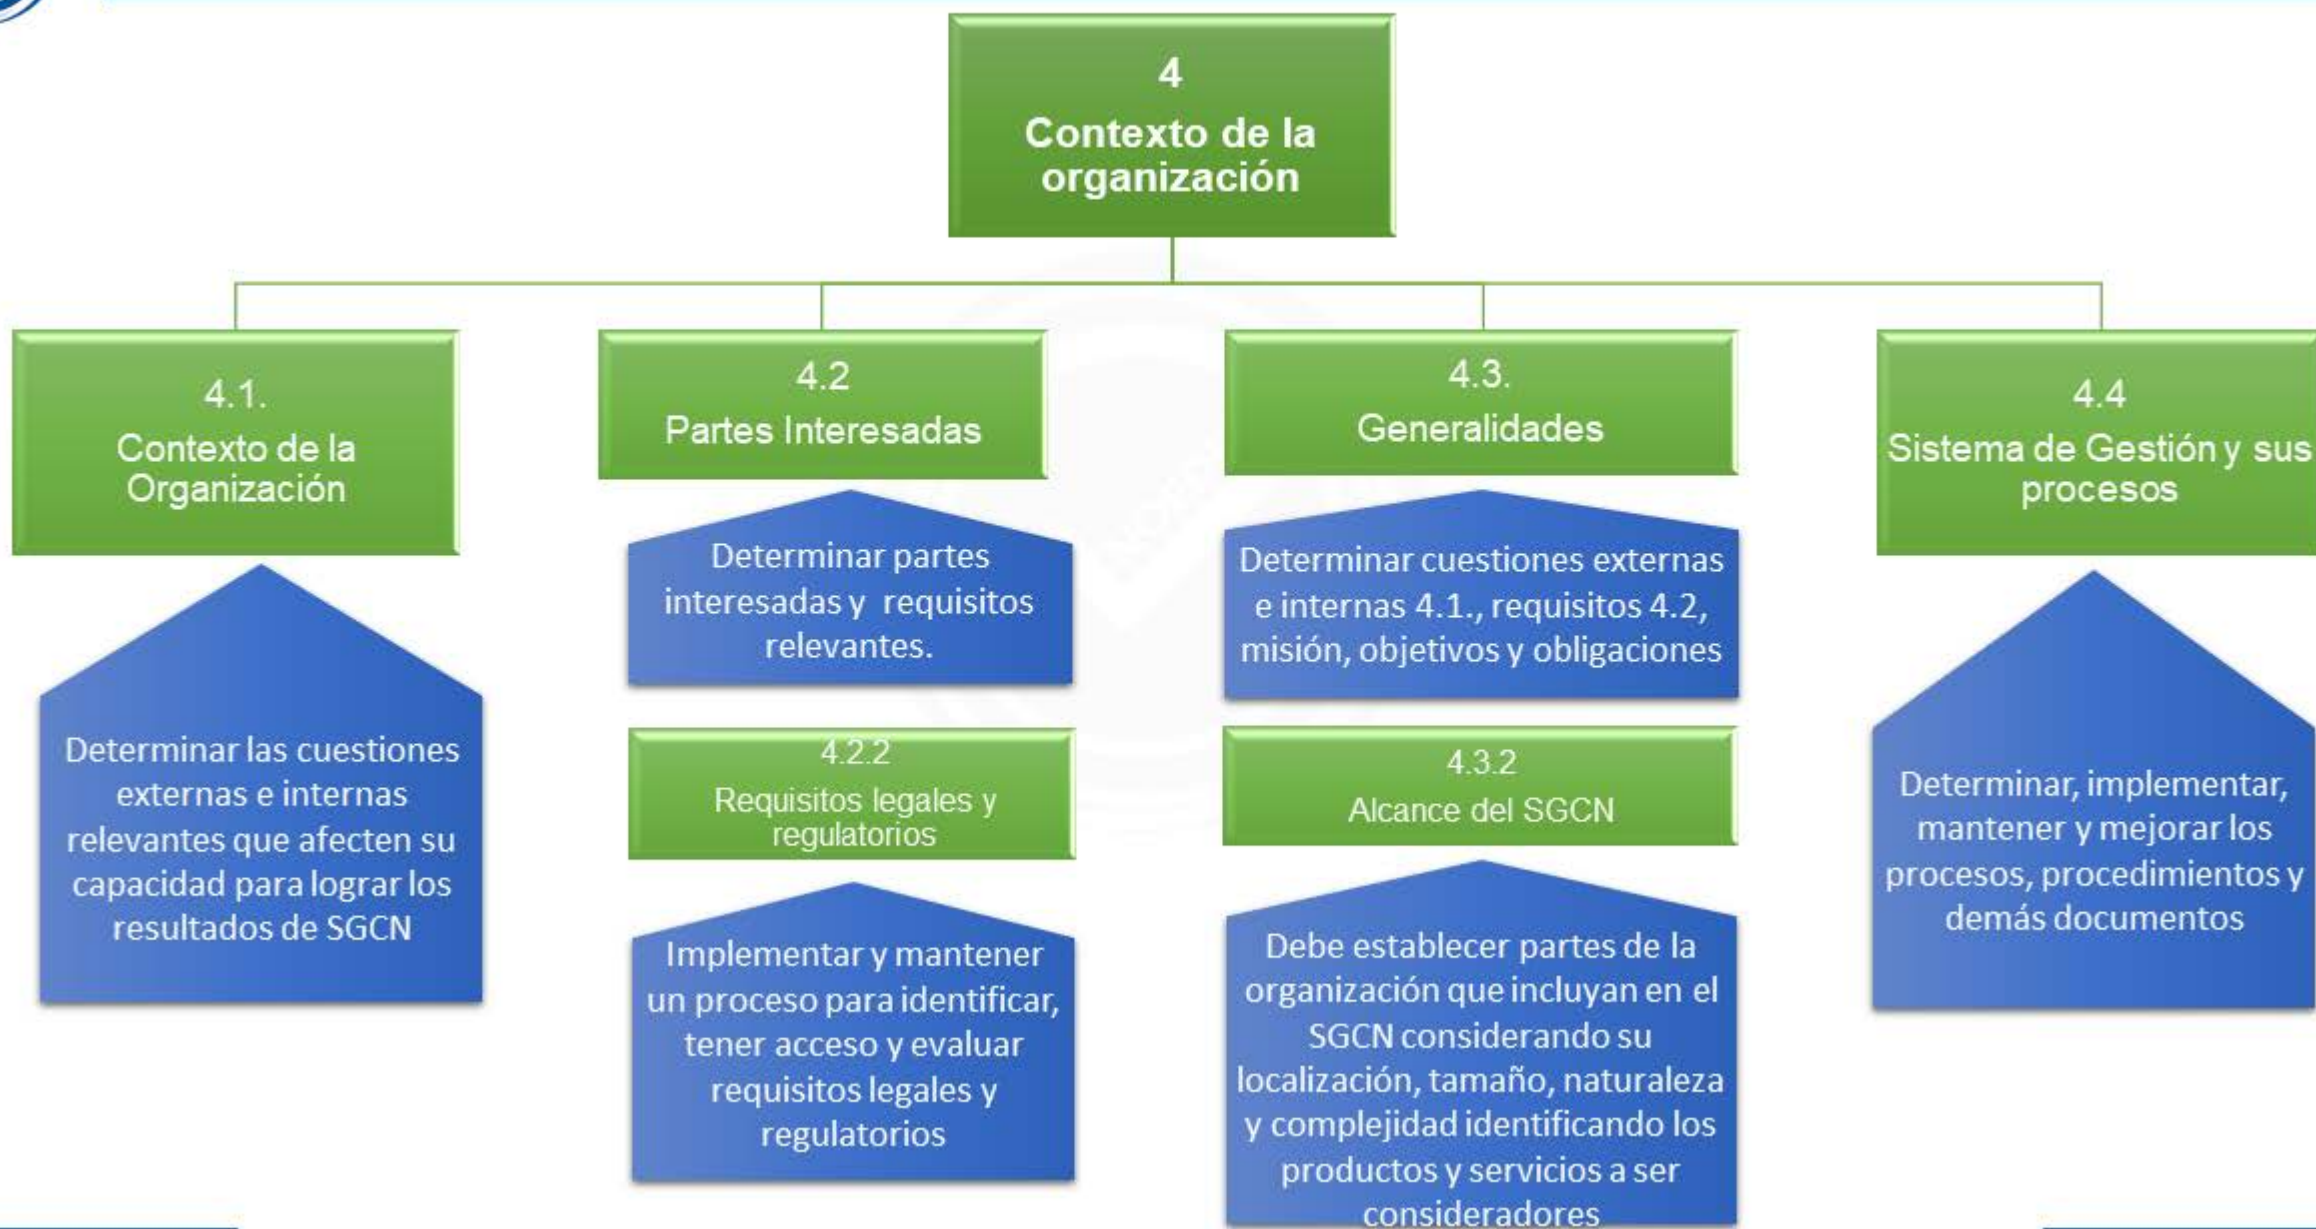 4
Contexto de la
organización
4.1.
Contexto de la
Organización
Determinar las cuestiones
externas e internas
relevantes que afecten su
capacidad para lograr los
resultados de SGCN
4.2
Partes Interesadas
Determinar partes
interesadas y requisitos
relevantes.
4.2.2
Requisitos legales y
regulatorios
Implementar y mantener
un proceso para identificar,
tener acceso y evaluar
requisitos legales y
regulatorios
4.3.
Generalidades
Determinar cuestiones externas
e internas 4.1., requisitos 4.2,
misión, objetivos y obligaciones
4.3.2
Alcance del SGCN
Debe establecer partes de la
organización que incluyan en el
SGCN considerando su
localización, tamaño, naturaleza
y complejidad identificando los
productos y servicios a ser
consideradores
4.4
Sistema de Gestión y sus
procesos
Determinar, implementar,
mantener y mejorar los
procesos, procedimientos y
demás documentos